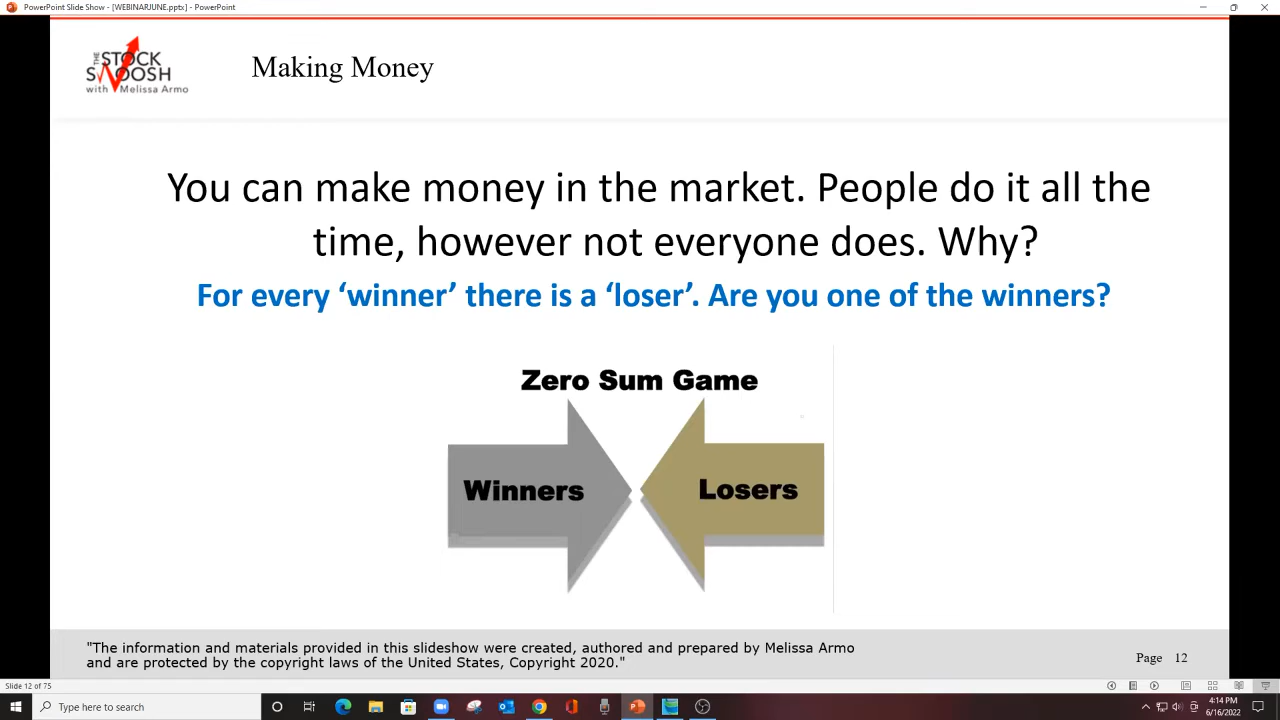 PowerPoint Slide Show - [WEBINARJUNE.pptx] - PowerPoint
THE
STOCK
SWOOSH
with Melissa Armo
Making Money
You can make money in the market. People do it all the
time, however not everyone does. Why?
For every ‘winner’ there is a ‘loser’. Are you one of the winners?
Zero Sum Game
Winners
Losers
"The information and materials provided in this slideshow were created, authored and prepared by Melissa Armo
and are protected by the copyright laws of the United States, Copyright 2020."
Page 12
Slide 12 of 75
Type here to search
4:14 PM
6/16/2022